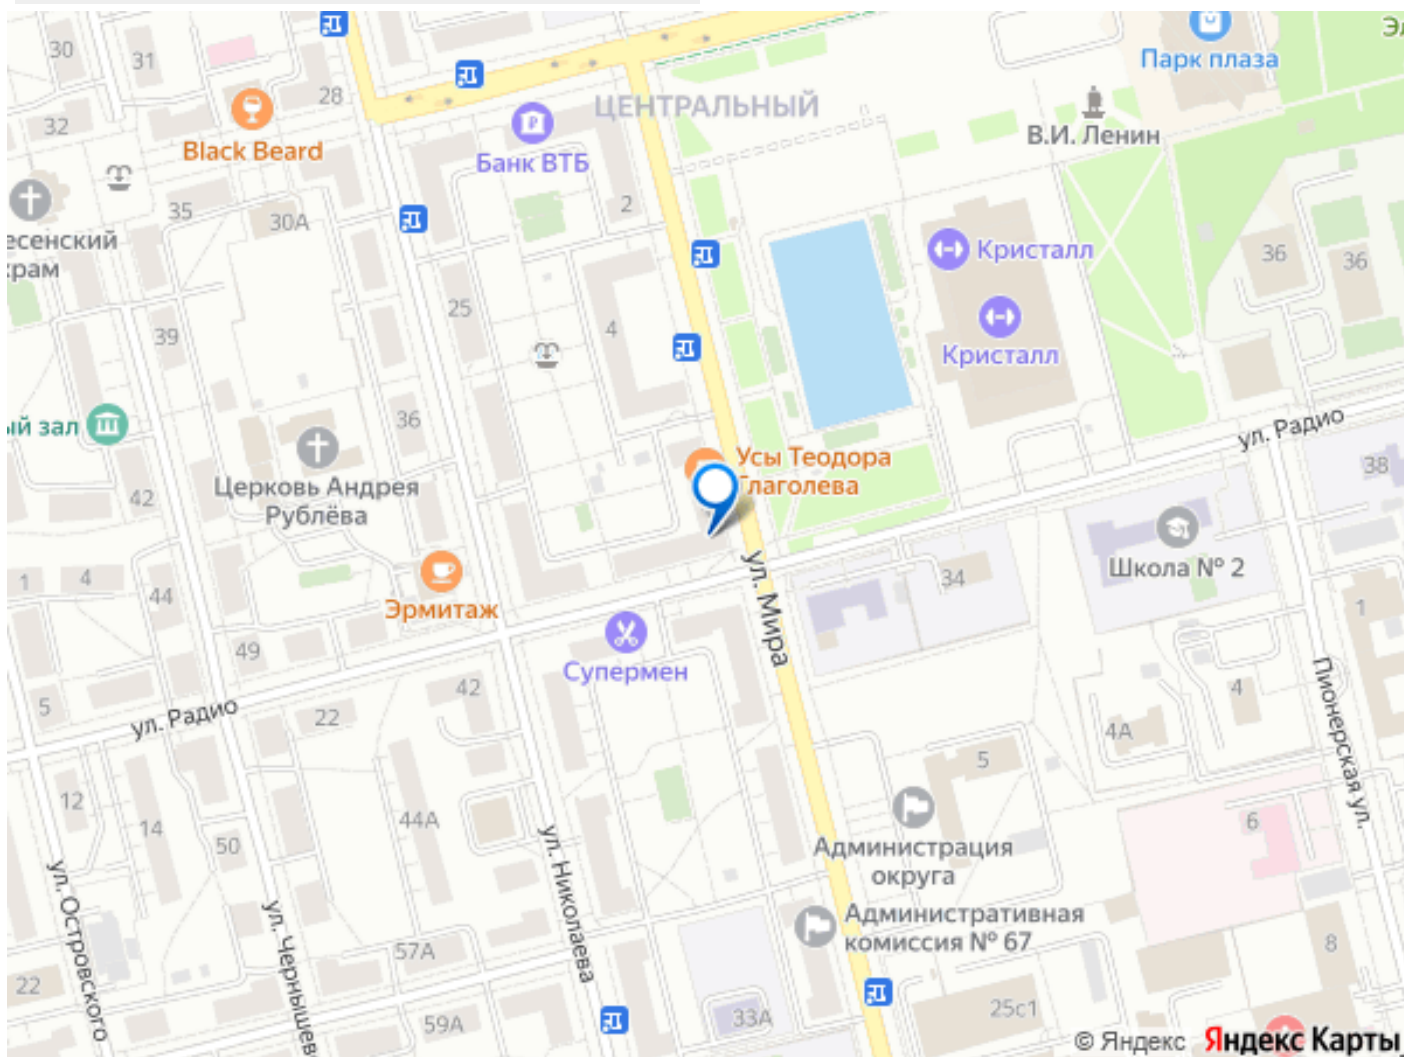 30
31
28
32
Black Beard
Банк ВТБ
ЦЕНТРАЛЬНЫЙ
Парк плаза
В.И. Ленин
2
35
30А
есенский
храм
Кристалл
36
36
25
4
39
Кристалл
36
ый зал
ул. Радио
Усы Теодора
Глаголева
38
Церковь Андрея
Рублёва
42
Школа № 2
ул. Мира
34
1
4
44
Эрмитаж
1
49
Супермен
42
4
5
ул. Радио
22
4А
Пионерская ул.
5
12
14
44А
50
6
Администрация
округа
ул. Островского
ул. Чернышев
ул. Николаева
Административная
комиссия № 67
57А
8
22
59А
33А
25с1
© Яндекс Яндекс Карты